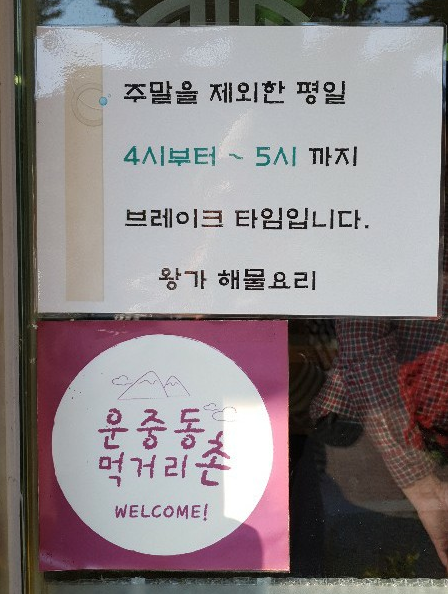 주말을 제외한 평일
4시부터 ~ 5시 까지
브레이크 타임입니다.
왕가 해물요리
운중동
먹거리촌
WELCOME!